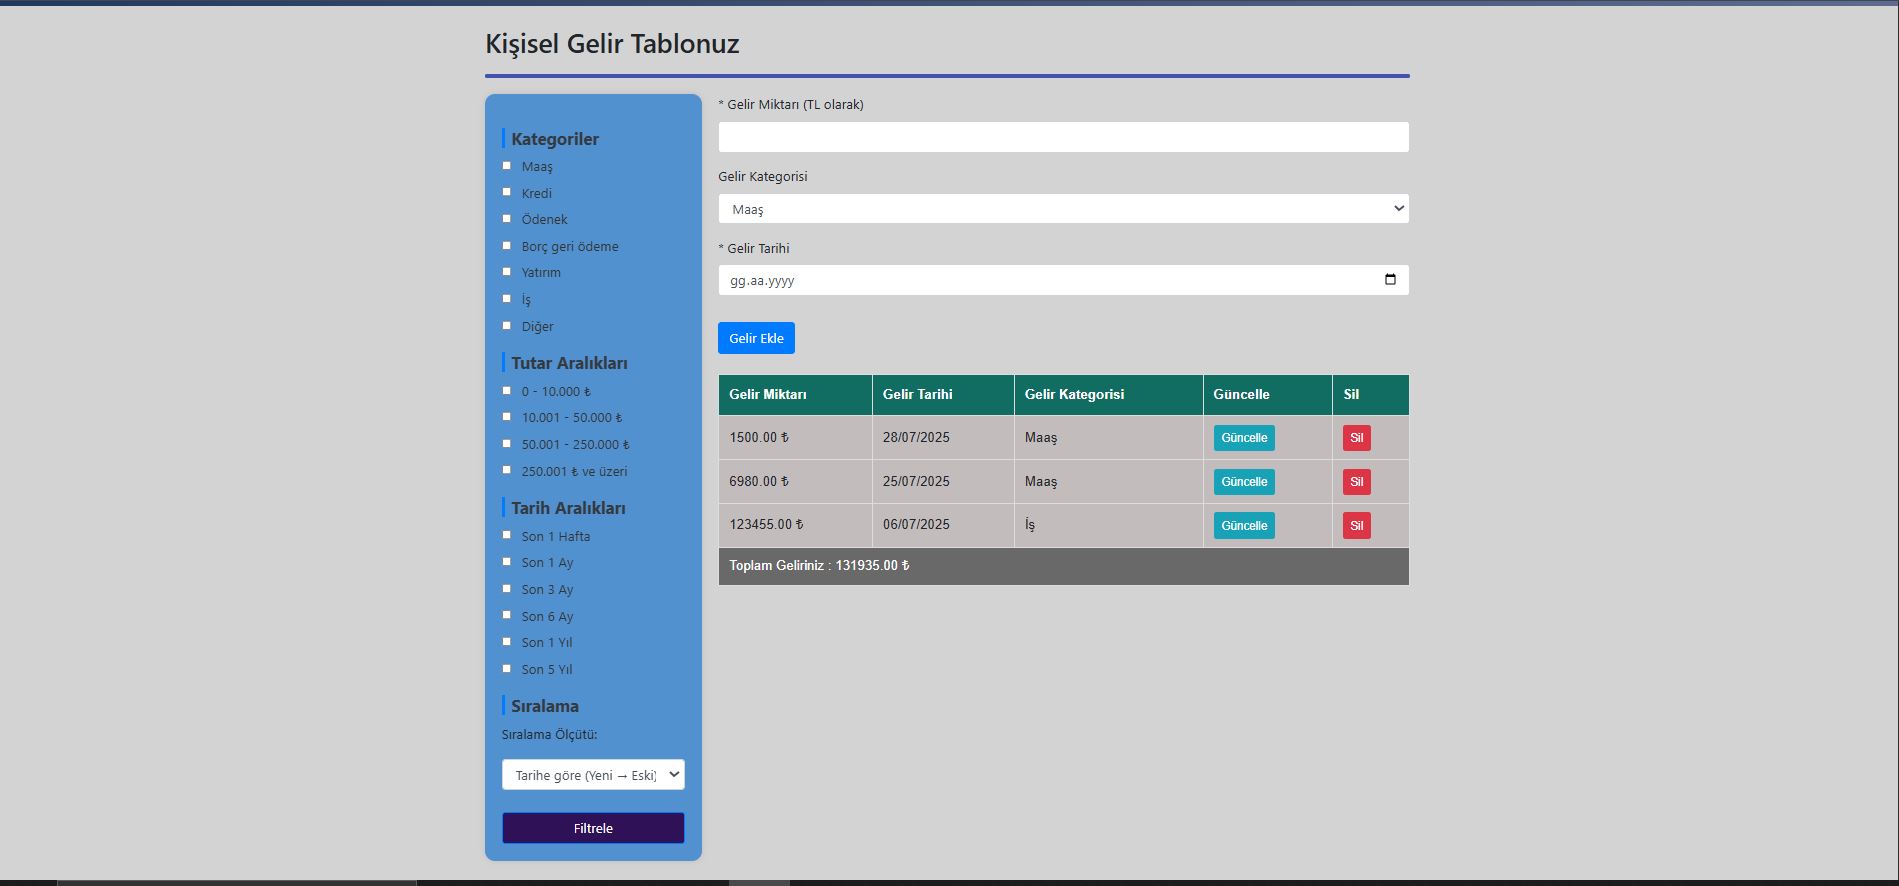 Kişisel Gelir Tablonuz
Kategoriler
Maaş
Kredi
Ödenek
Borç geri ödeme
Yatırım
İş
Diğer
Tutar Aralıkları
0 - 10.000 ₺
10.001 - 50.000 ₺
50.001 - 250.000 ₺
250.001 ₺ ve üzeri
Tarih Aralıkları
Son 1 Hafta
Son 1 Ay
Son 3 Ay
Son 6 Ay
Son 1 Yıl
Son 5 Yıl
Sıralama
Sıralama Ölçütü:
Tarihe göre (Yeni → Eski)
Filtrele
* Gelir Miktarı (TL olarak)
Gelir Kategorisi
Maaş
* Gelir Tarihi
gg.aa.yyyy
Gelir Ekle
Gelir Miktarı Gelir Tarihi Gelir Kategorisi Güncelle Sil
1500.00 ₺ 28/07/2025 Maaş Güncelle Sil
6980.00 ₺ 25/07/2025 Maaş Güncelle Sil
123455.00 ₺ 06/07/2025 İş Güncelle Sil
Toplam Geliriniz : 131935.00 ₺